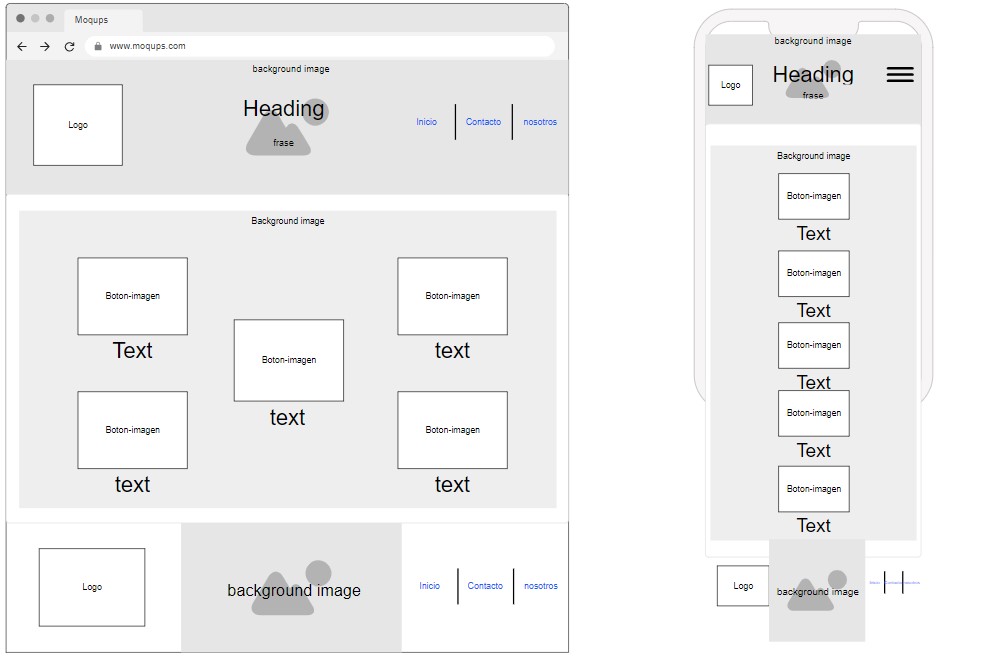 Moqups
www.moqups.com
background image
Logo
Heading
frase
Inicio
Contacto
nosotros
Background image
Boton-imagen
Boton-imagen
Text
text
Boton-imagen
text
Boton-imagen
Boton-imagen
text
text
Logo
background image
Inicio
Contacto
nosotros
background image
Logo
Heading
frase
Background image
Boton-imagen
Text
Boton-imagen
Text
Boton-imagen
Text
Boton-imagen
Text
Boton-imagen
Text
Logo
background image